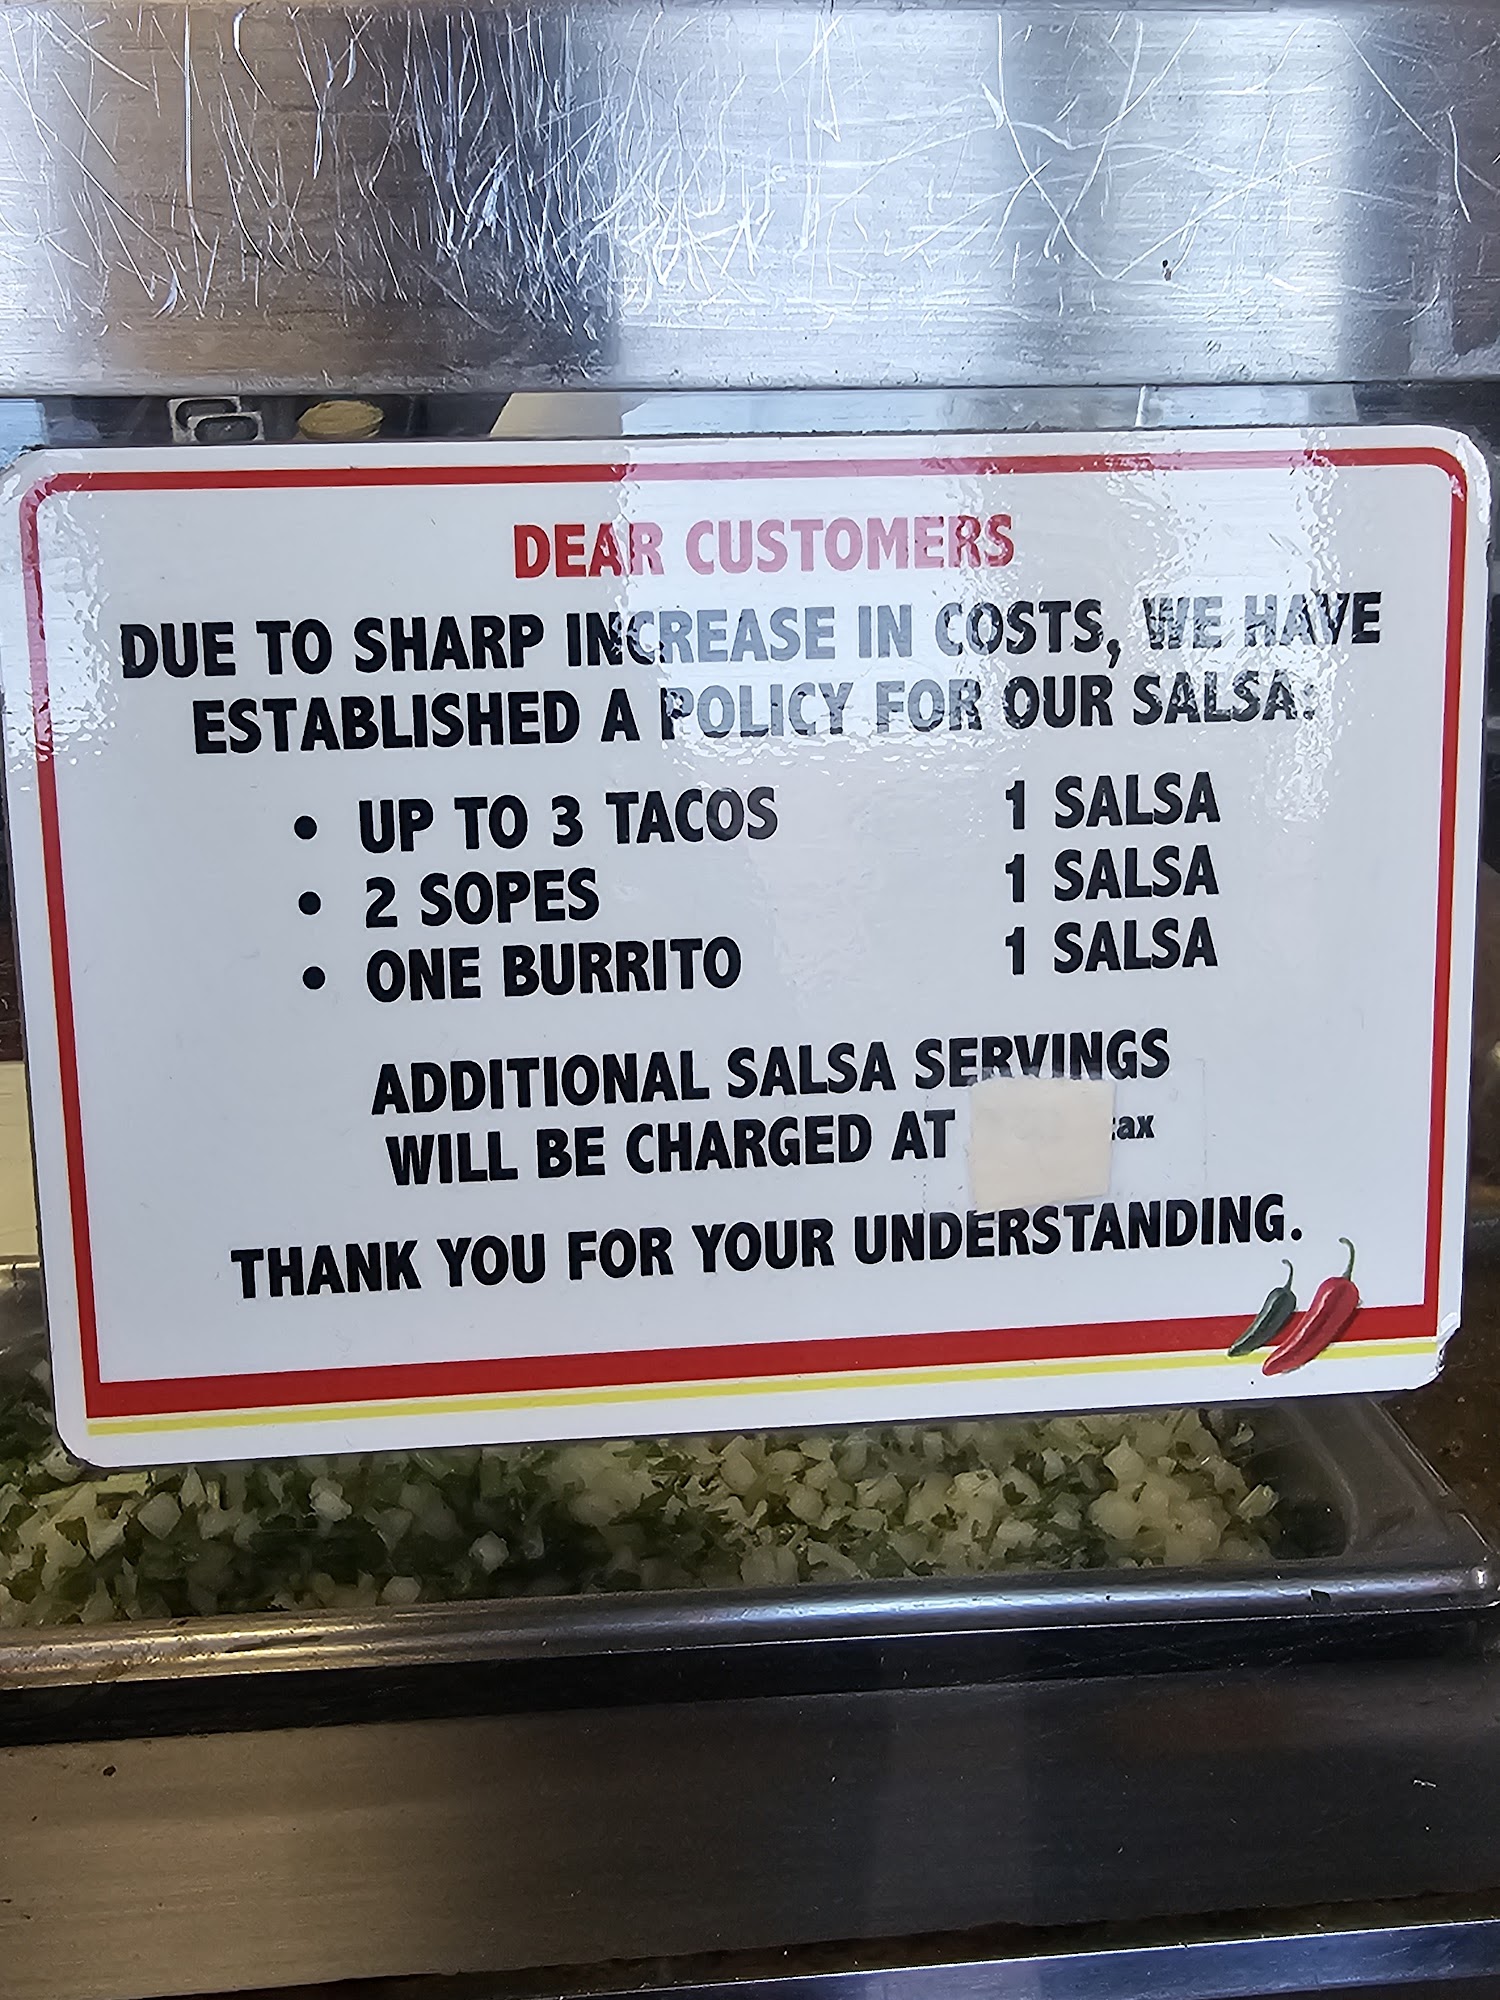 DEAR CUSTOMERS
DUE TO SHARP INCREASE IN COSTS, WE HAVE
ESTABLISHED A POLICY FOR OUR SALSA:
• UP TO 3 TACOS 1 SALSA
• 2 SOPES 1 SALSA
• ONE BURRITO 1 SALSA
ADDITIONAL SALSA SERVINGS
WILL BE CHARGED AT
THANK YOU FOR YOUR UNDERSTANDING.